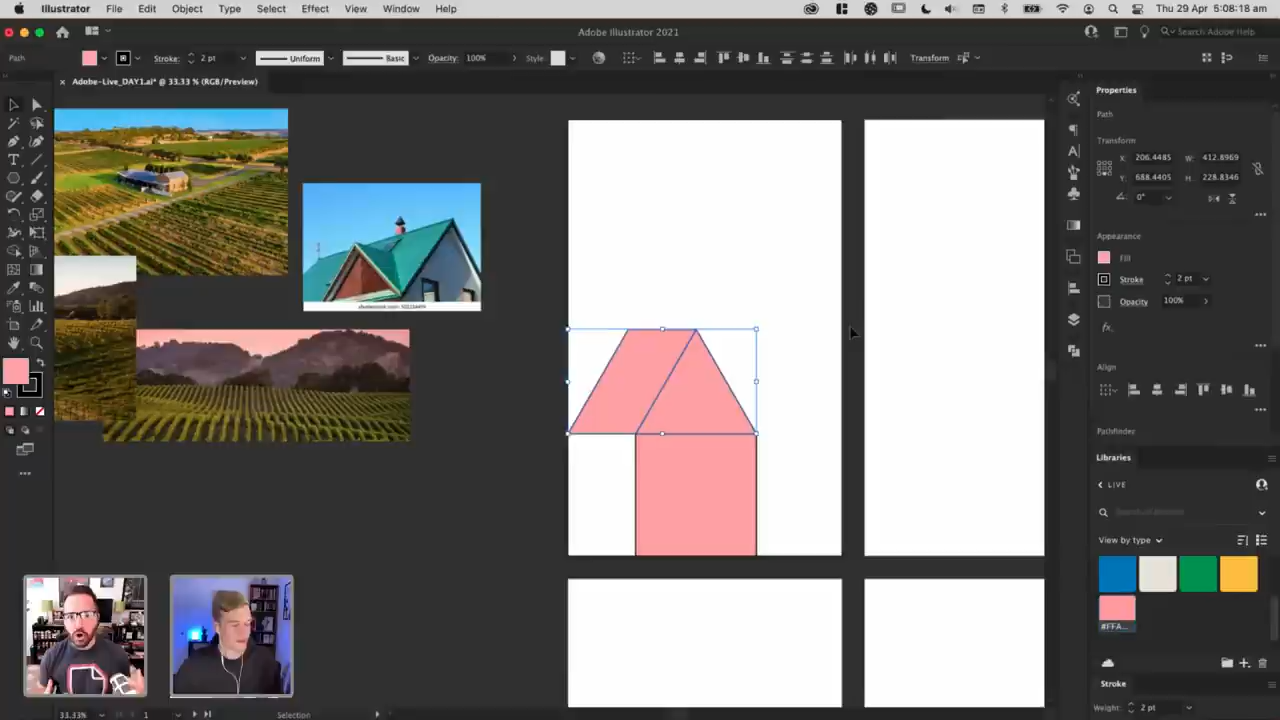 Illustrator File Edit Object Type Select Effect View Window Help Thu 29 Apr 5:08:18 am
Adobe Illustrator 2021 Search Adobe Help
Path Stroke: 2 pt Uniform Basic Opacity: 100% Style: Transform
× Adobe-Live_DAY1.ai* @ 33.33 % (RGB/Preview)
Properties
Path
Transform
X: 206.4485 W: 412.8969
Y: 688.4405 H: 228.8346
0°
Appearance
Fill
Stroke 2 pt
Opacity 100%
fx
Align
Pathfinder
Libraries
LIVE
View by type
#FFA...
Stroke
Weight: 2 pt
33.33% 1 Selection